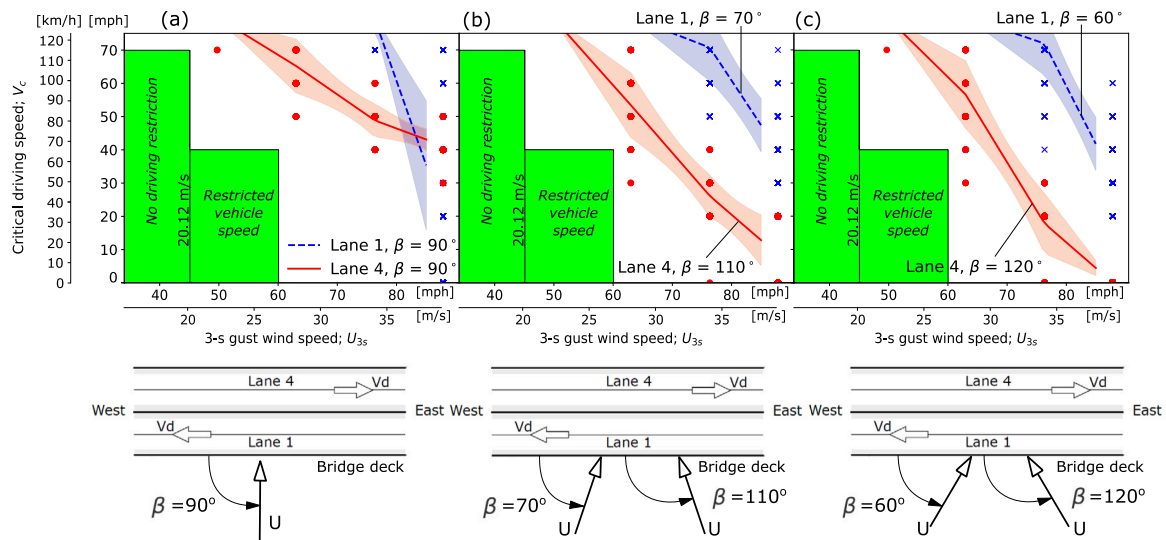 [km/h] [mph]
(a)
(b)
(c)
Lane 1, β = 70°
Lane 1, β = 60°
Critical driving speed; V_c
120
110
100
90
80
70
60
50
40
30
20
10
0
70
60
50
40
30
20
10
0
No driving restriction
20.12 m/s
Restricted
vehicle
speed
Lane 1, β = 90°
Lane 4, β = 90°
No driving restriction
20.12 m/s
Restricted
vehicle
speed
Lane 4, β = 110°
No driving restriction
20.12 m/s
Restricted
vehicle
speed
Lane 4, β = 120°
40 50 60 70 80 [mph]
20 25 30 35 [m/s]
3-s gust wind speed; U_3s
40 50 60 70 80 [mph]
20 25 30 35 [m/s]
3-s gust wind speed; U_3s
40 50 60 70 80 [mph]
20 25 30 35 [m/s]
3-s gust wind speed; U_3s
Lane 4 Vd
West East
Vd
Lane 1
Bridge deck
β =90°
U
Lane 4 Vd
West East
Vd
Lane 1
Bridge deck
β =70° β =110°
U U
Lane 4 Vd
West East
Vd
Lane 1
Bridge deck
β =60° β =120°
U U